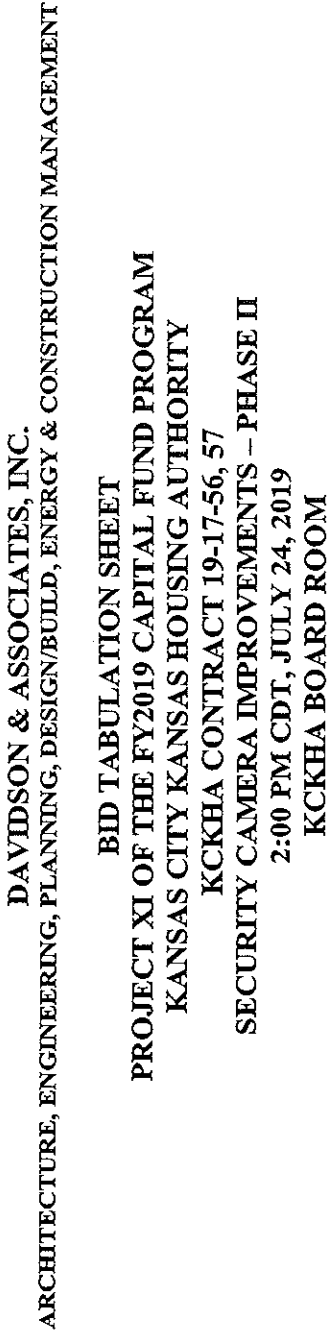 DAVIDSON & ASSOCIATES, INC.
ARCHITECTURE, ENGINEERING, PLANNING, DESIGN/BUILD, ENERGY & CONSTRUCTION MANAGEMENT
BID TABULATION SHEET
PROJECT XI OF THE FY2019 CAPITAL FUND PROGRAM
KANSAS CITY KANSAS HOUSING AUTHORITY
KCKHA CONTRACT 19-17-56, 57
SECURITY CAMERA IMPROVEMENTS – PHASE II
2:00 PM CDT, JULY 24, 2019
KCKHA BOARD ROOM